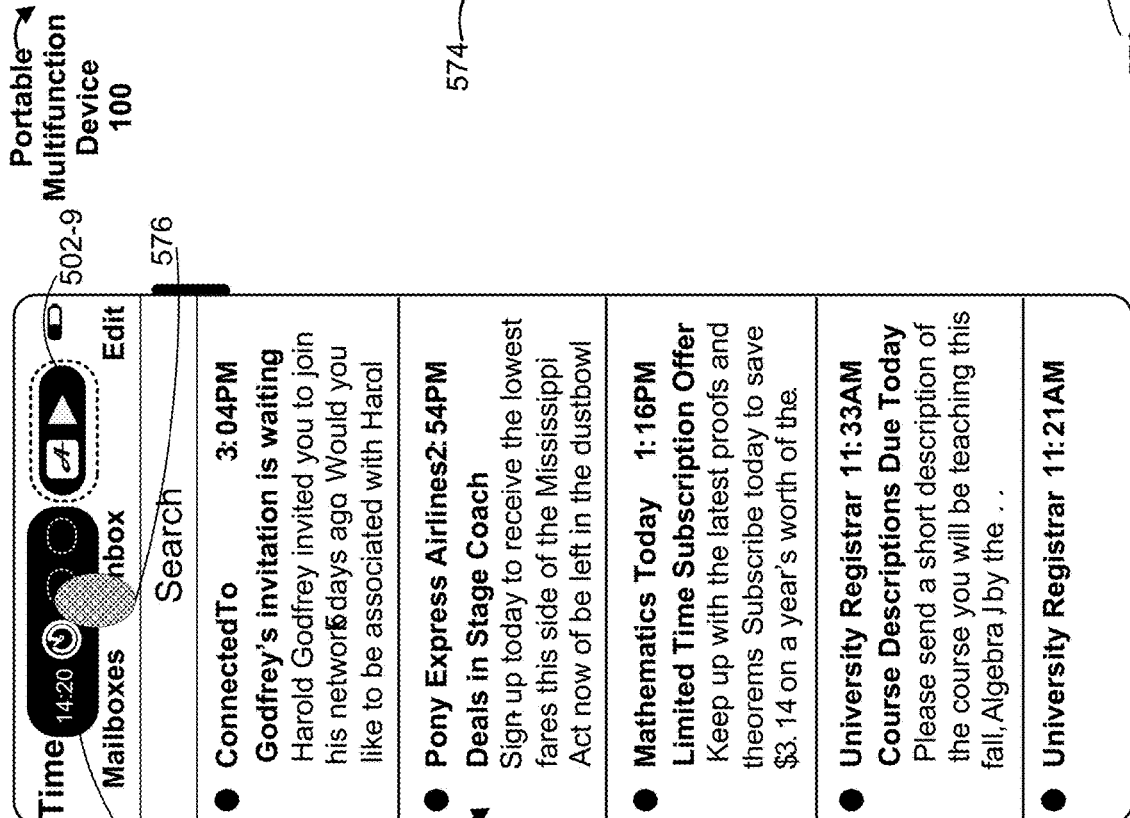 Portable
Multifunction
Device
100
574
502-9
576
Time
14:20
Mailboxes
nbox
Edit
Search
ConnectedTo 3:04PM
Godfrey's invitation is waiting
Harold Godfrey invited you to join
his network6days ago Would you
like to be associated with Harol
Pony Express Airlines2:54PM
Deals in Stage Coach
Sign up today to receive the lowest
fares this side of the Mississippi
Act now of be left in the dustbowl
Mathematics Today 1:16PM
Limited Time Subscription Offer
Keep up with the latest proofs and
theorems Subscribe today to save
$3.14 on a year's worth of the.
University Registrar 11:33AM
Course Descriptions Due Today
Please send a short description of
the course you will be teaching this
fall, Algebra I by the . .
University Registrar 11:21AM